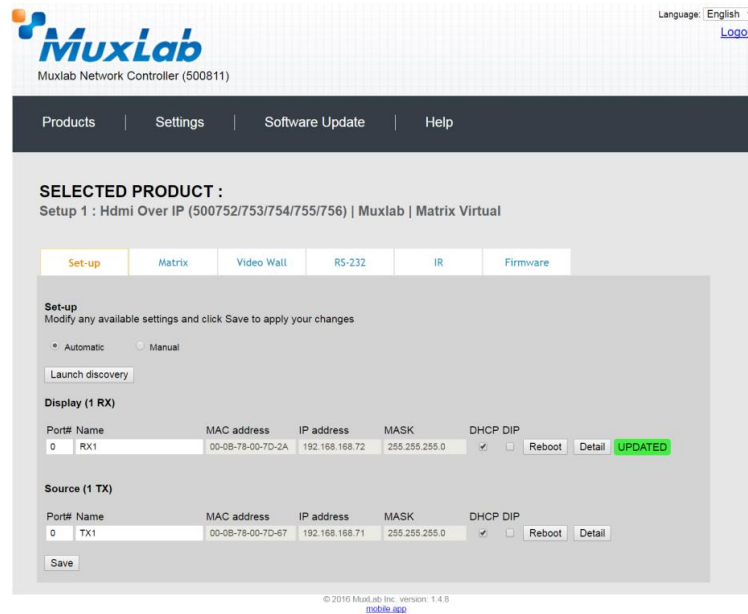 Language: English
Logo
MuxLab
Muxlab Network Controller (500811)
Products | Settings | Software Update | Help
SELECTED PRODUCT :
Setup 1 : Hdmi Over IP (500752/753/754/755/756) | Muxlab | Matrix Virtual
Set-up Matrix Video Wall RS-232 IR Firmware
Set-up
Modify any available settings and click Save to apply your changes
Automatic Manual
Launch discovery
Display (1 RX)
Port# Name MAC address IP address MASK DHCP DIP
0 RX1 00-0B-78-00-7D-2A 192.168.168.72 255.255.255.0 Reboot Detail UPDATED
Source (1 TX)
Port# Name MAC address IP address MASK DHCP DIP
0 TX1 00-0B-78-00-7D-67 192.168.168.71 255.255.255.0 Reboot Detail
Save
© 2016 MuxLab Inc. version: 1.4.8
mobile app